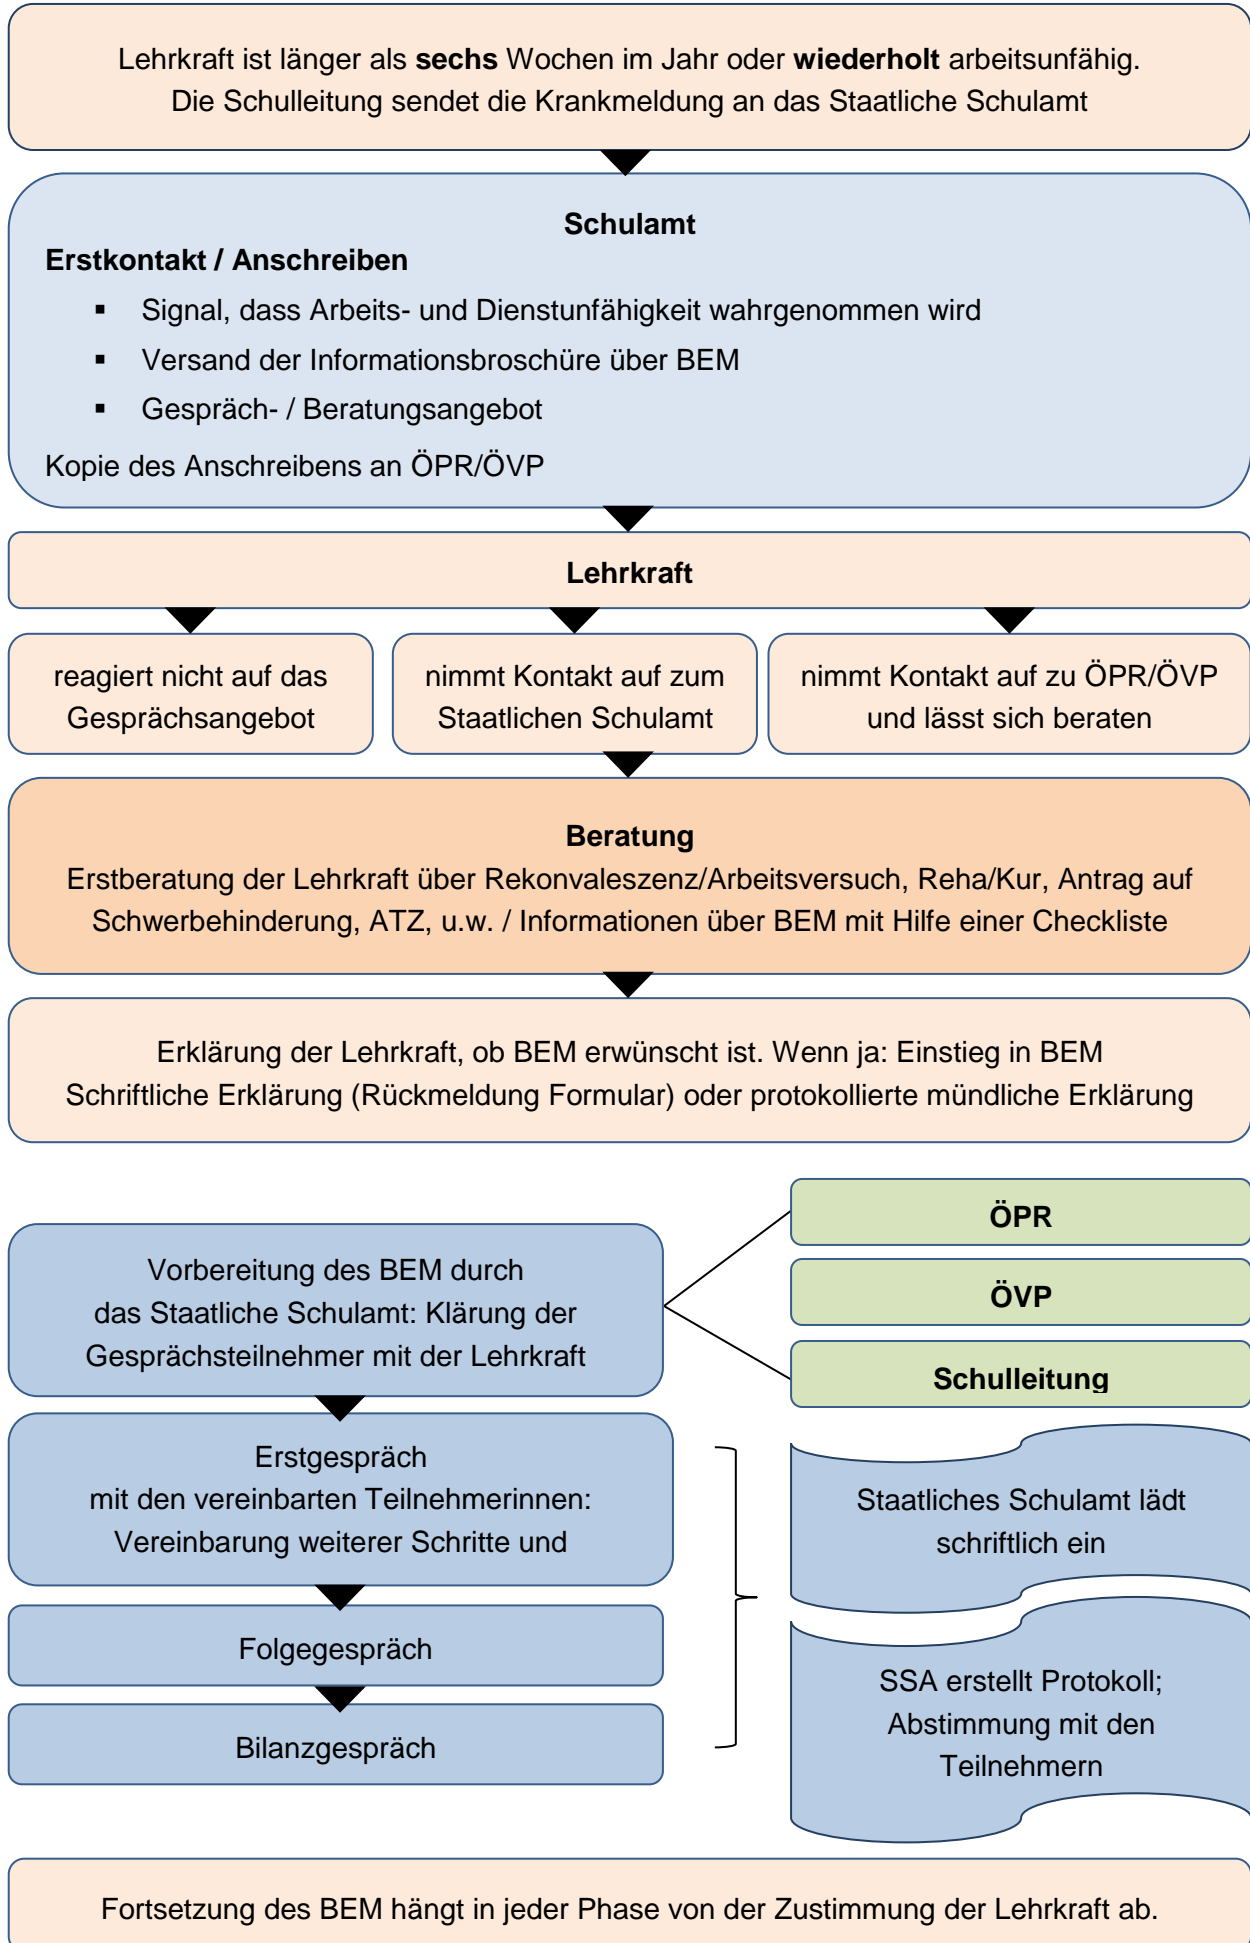 Lehrkraft ist länger als sechs Wochen im Jahr oder wiederholt arbeitsunfähig.
Die Schulleitung sendet die Krankmeldung an das Staatliche Schulamt
Schulamt
Erstkontakt / Anschreiben
▪ Signal, dass Arbeits- und Dienstunfähigkeit wahrgenommen wird
▪ Versand der Informationsbroschüre über BEM
▪ Gespräch- / Beratungsangebot
Kopie des Anschreibens an ÖPR/ÖVP
Lehrkraft
reagiert nicht auf das
Gesprächsangebot
nimmt Kontakt auf zum
Staatlichen Schulamt
nimmt Kontakt auf zu ÖPR/ÖVP
und lässt sich beraten
Beratung
Erstberatung der Lehrkraft über Rekonvaleszenz/Arbeitsversuch, Reha/Kur, Antrag auf
Schwerbehinderung, ATZ, u.w. / Informationen über BEM mit Hilfe einer Checkliste
Erklärung der Lehrkraft, ob BEM erwünscht ist. Wenn ja: Einstieg in BEM
Schriftliche Erklärung (Rückmeldung Formular) oder protokollierte mündliche Erklärung
Vorbereitung des BEM durch
das Staatliche Schulamt: Klärung der
Gesprächsteilnehmer mit der Lehrkraft
ÖPR
ÖVP
Schulleitung
Erstgespräch
mit den vereinbarten Teilnehmerinnen:
Vereinbarung weiterer Schritte und
Folgegespräch
Bilanzgespräch
Staatliches Schulamt lädt
schriftlich ein
SSA erstellt Protokoll;
Abstimmung mit den
Teilnehmern
Fortsetzung des BEM hängt in jeder Phase von der Zustimmung der Lehrkraft ab.